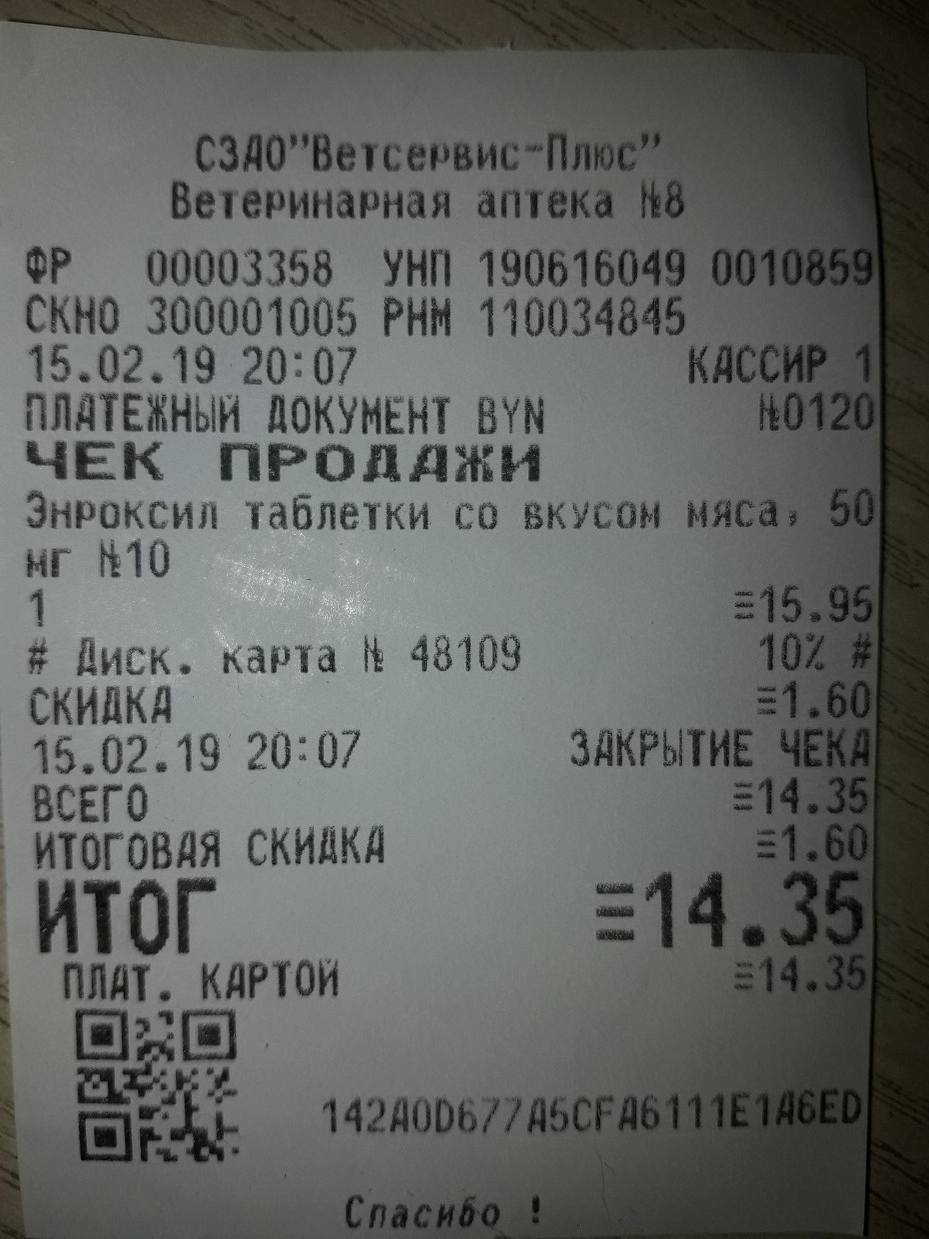 СЗАО"Ветсервис-Плюс"
Ветеринарная аптека №8
ФР 00003358 УНП 190616049 0010859
СКНО 300001005 РНМ 110034845
15.02.19 20:07 КАССИР 1
ПЛАТЕЖНЫЙ ДОКУМЕНТ BYN №0120
ЧЕК ПРОДАЖИ
Энроксил таблетки со вкусом мяса, 50
мг №10
1 ≡15.95
# Диск. карта № 48109 10% #
СКИДКА ≡1.60
15.02.19 20:07 ЗАКРЫТИЕ ЧЕКА
ВСЕГО ≡14.35
ИТОГОВАЯ СКИДКА ≡1.60
ИТОГ ≡14.35
ПЛАТ. КАРТОЙ ≡14.35
142A0D677A5CFA6111E1A6ED
Спасибо !